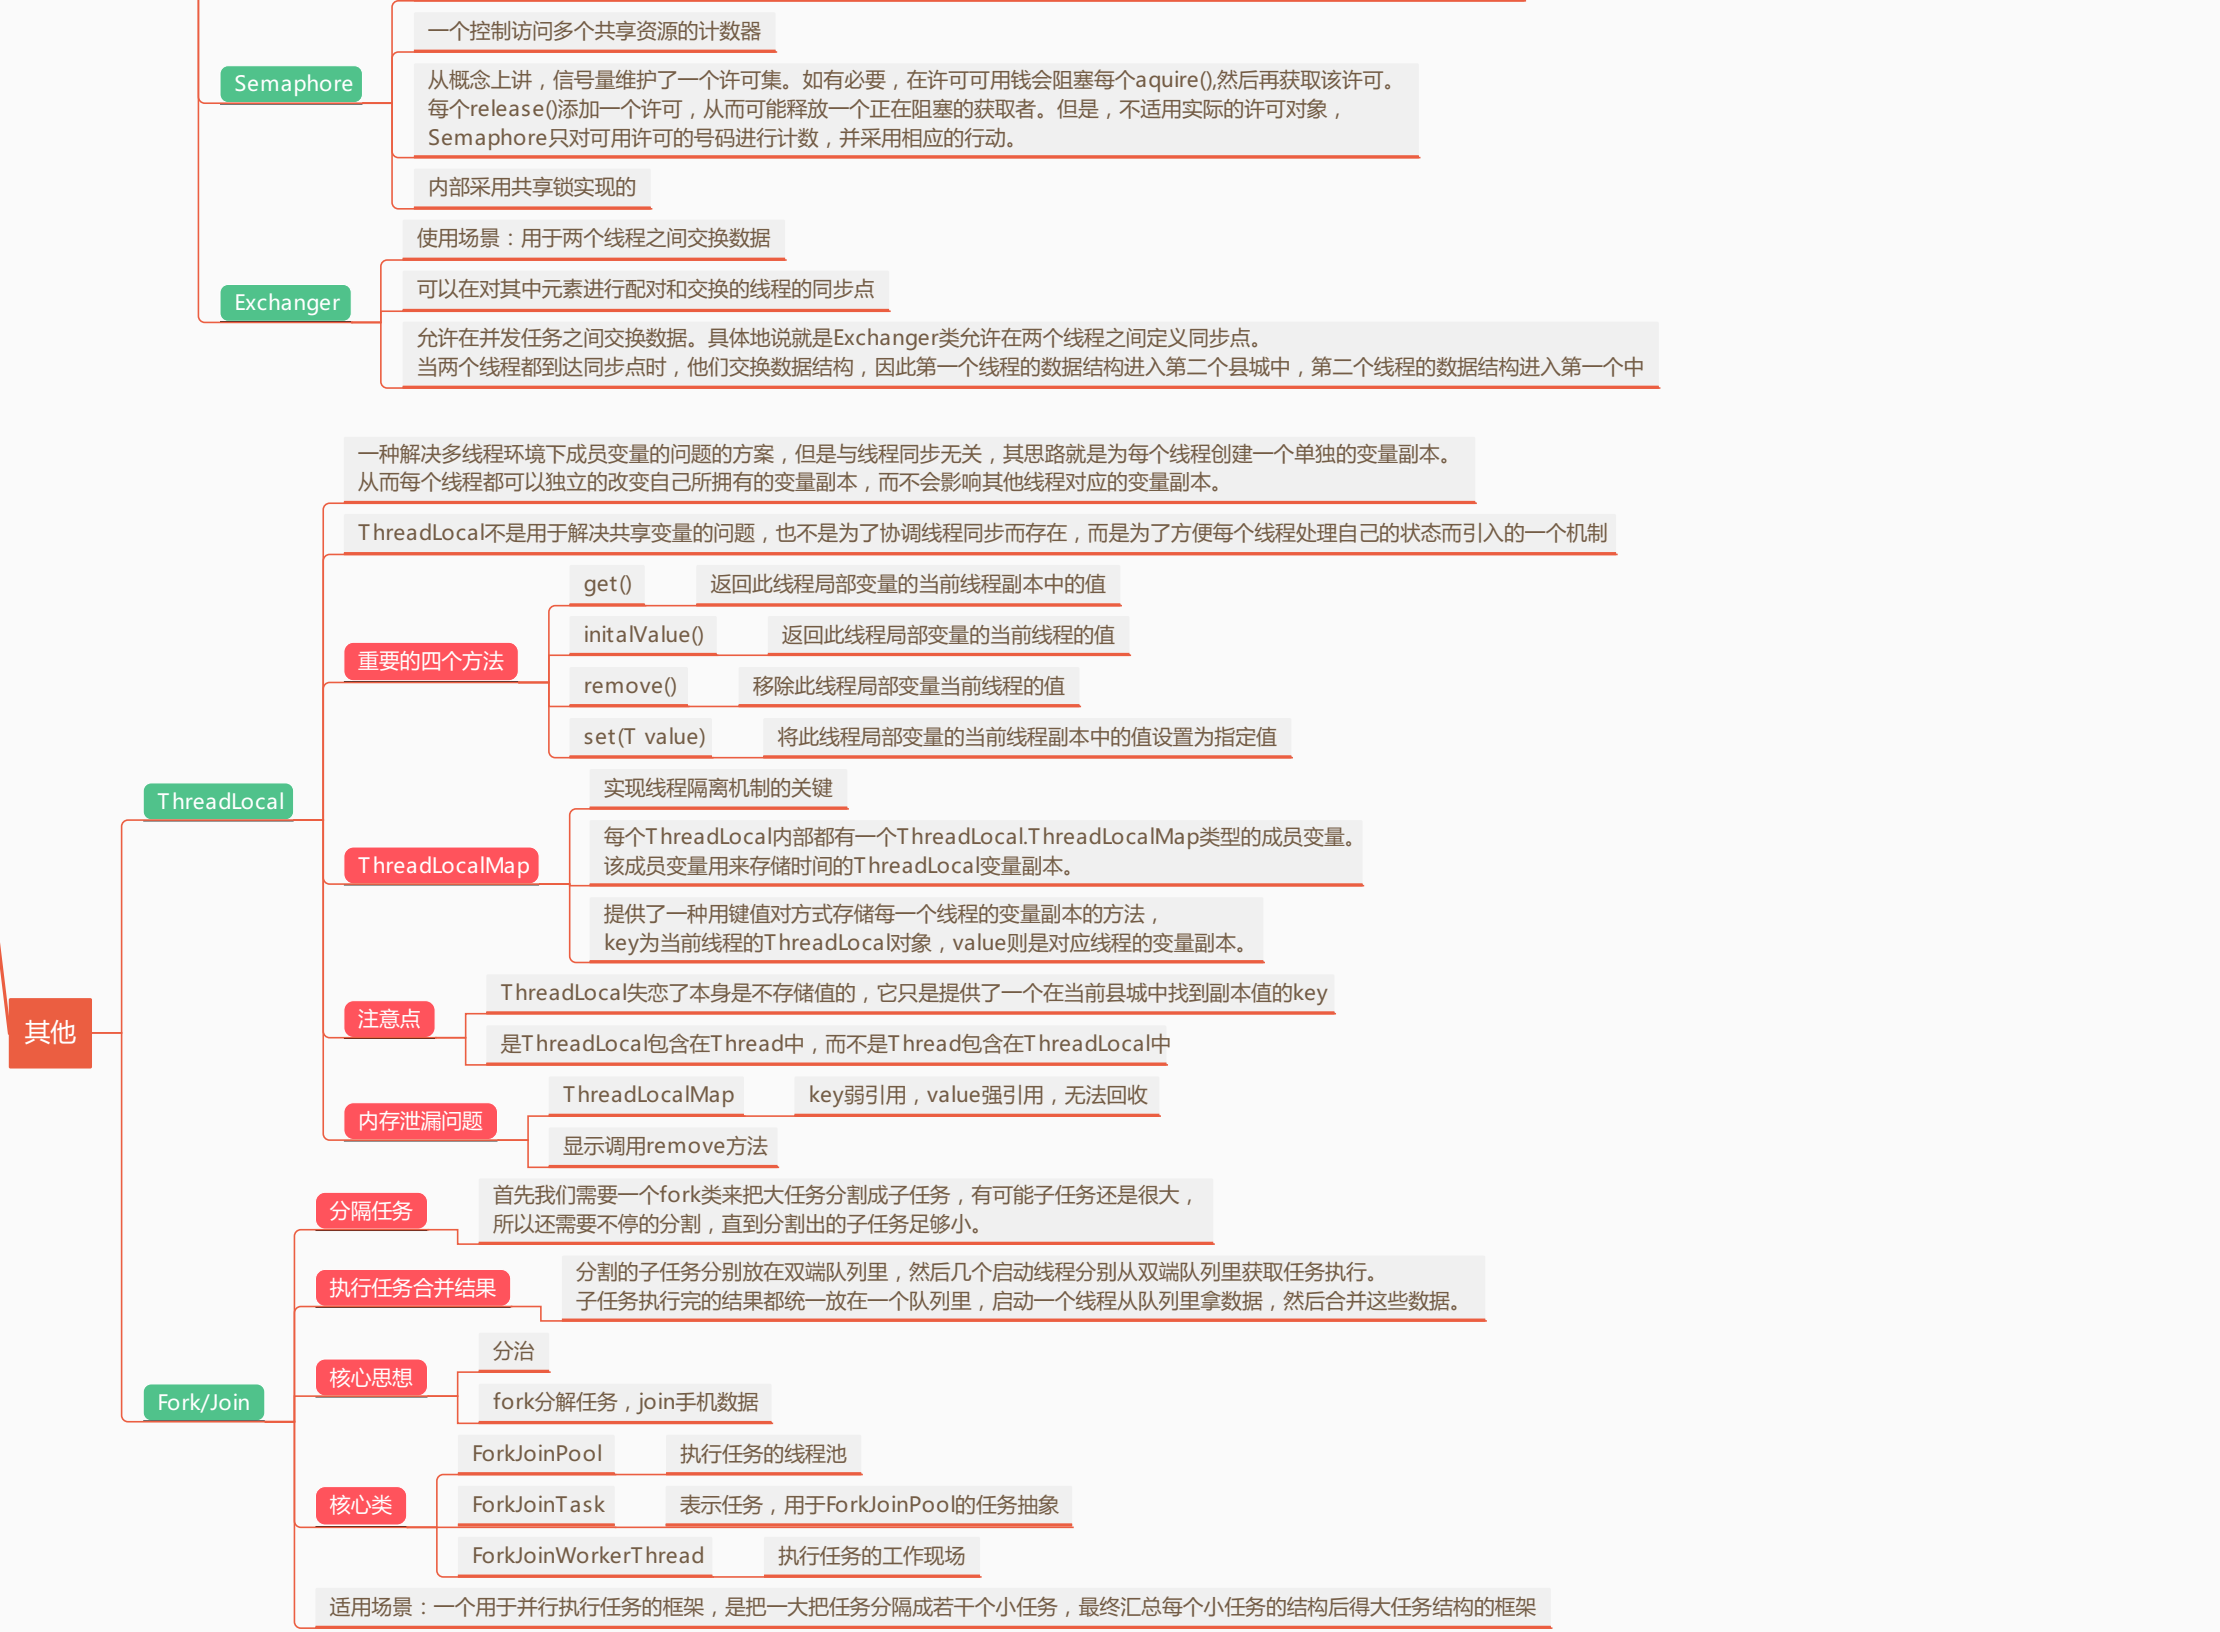 一个控制访问多个共享资源的计数器
Semaphore
从概念上讲，信号量维护了一个许可集。如有必要，在许可可用钱会阻塞每个aquire(),然后再获取该许可。
每个release()添加一个许可，从而可能释放一个正在阻塞的获取者。但是，不适用实际的许可对象，
Semaphore只对可用许可的号码进行计数，并采用相应的行动。
内部采用共享锁实现的
Exchanger
使用场景：用于两个线程之间交换数据
可以在对其中元素进行配对和交换的线程的同步点
允许在并发任务之间交换数据。具体地说就是Exchanger类允许在两个线程之间定义同步点。
当两个线程都到达同步点时，他们交换数据结构，因此第一个线程的数据结构进入第二个县城中，第二个线程的数据结构进入第一个中
其他
ThreadLocal
一种解决多线程环境下成员变量的问题的方案，但是与线程同步无关，其思路就是为每个线程创建一个单独的变量副本。
从而每个线程都可以独立的改变自己所拥有的变量副本，而不会影响其他线程对应的变量副本。
ThreadLocal不是用于解决共享变量的问题，也不是为了协调线程同步而存在，而是为了方便每个线程处理自己的状态而引入的一个机制
重要的四个方法
get() 返回此线程局部变量的当前线程副本中的值
initalValue() 返回此线程局部变量的当前线程的值
remove() 移除此线程局部变量当前线程的值
set(T value) 将此线程局部变量的当前线程副本中的值设置为指定值
ThreadLocalMap
实现线程隔离机制的关键
每个ThreadLocal内部都有一个ThreadLocal.ThreadLocalMap类型的成员变量。
该成员变量用来存储时间的ThreadLocal变量副本。
提供了一种用键值对方式存储每一个线程的变量副本的方法，
key为当前线程的ThreadLocal对象，value则是对应线程的变量副本。
注意点
ThreadLocal失恋了本身是不存储值的，它只是提供了一个在当前县城中找到副本值的key
是ThreadLocal包含在Thread中，而不是Thread包含在ThreadLocal中
内存泄漏问题
ThreadLocalMap key弱引用，value强引用，无法回收
显示调用remove方法
Fork/Join
分隔任务
首先我们需要一个fork类来把大任务分割成子任务，有可能子任务还是很大，
所以还需要不停的分割，直到分割出的子任务足够小。
执行任务合并结果
分割的子任务分别放在双端队列里，然后几个启动线程分别从双端队列里获取任务执行。
子任务执行完的结果都统一放在一个队列里，启动一个线程从队列里拿数据，然后合并这些数据。
核心思想
分治
fork分解任务，join手机数据
核心类
ForkJoinPool 执行任务的线程池
ForkJoinTask 表示任务，用于ForkJoinPool的任务抽象
ForkJoinWorkerThread 执行任务的工作现场
适用场景：一个用于并行执行任务的框架，是把一大把任务分隔成若干个小任务，最终汇总每个小任务的结构后得大任务结构的框架